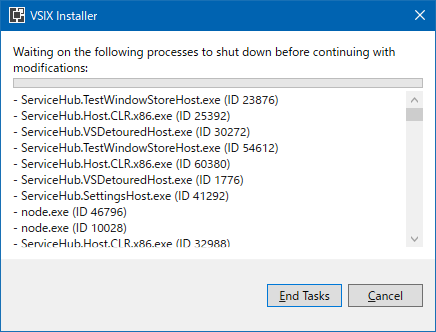 VSIX Installer
Waiting on the following processes to shut down before continuing with
modifications:
- ServiceHub.TestWindowStoreHost.exe (ID 23876)
- ServiceHub.Host.CLR.x86.exe (ID 25392)
- ServiceHub.VSDetouredHost.exe (ID 30272)
- ServiceHub.TestWindowStoreHost.exe (ID 54612)
- ServiceHub.Host.CLR.x86.exe (ID 60380)
- ServiceHub.VSDetouredHost.exe (ID 1776)
- ServiceHub.SettingsHost.exe (ID 41292)
- node.exe (ID 46796)
- node.exe (ID 10028)
- ServiceHub.Host.CLR.x86.exe (ID 32988)
End Tasks
Cancel